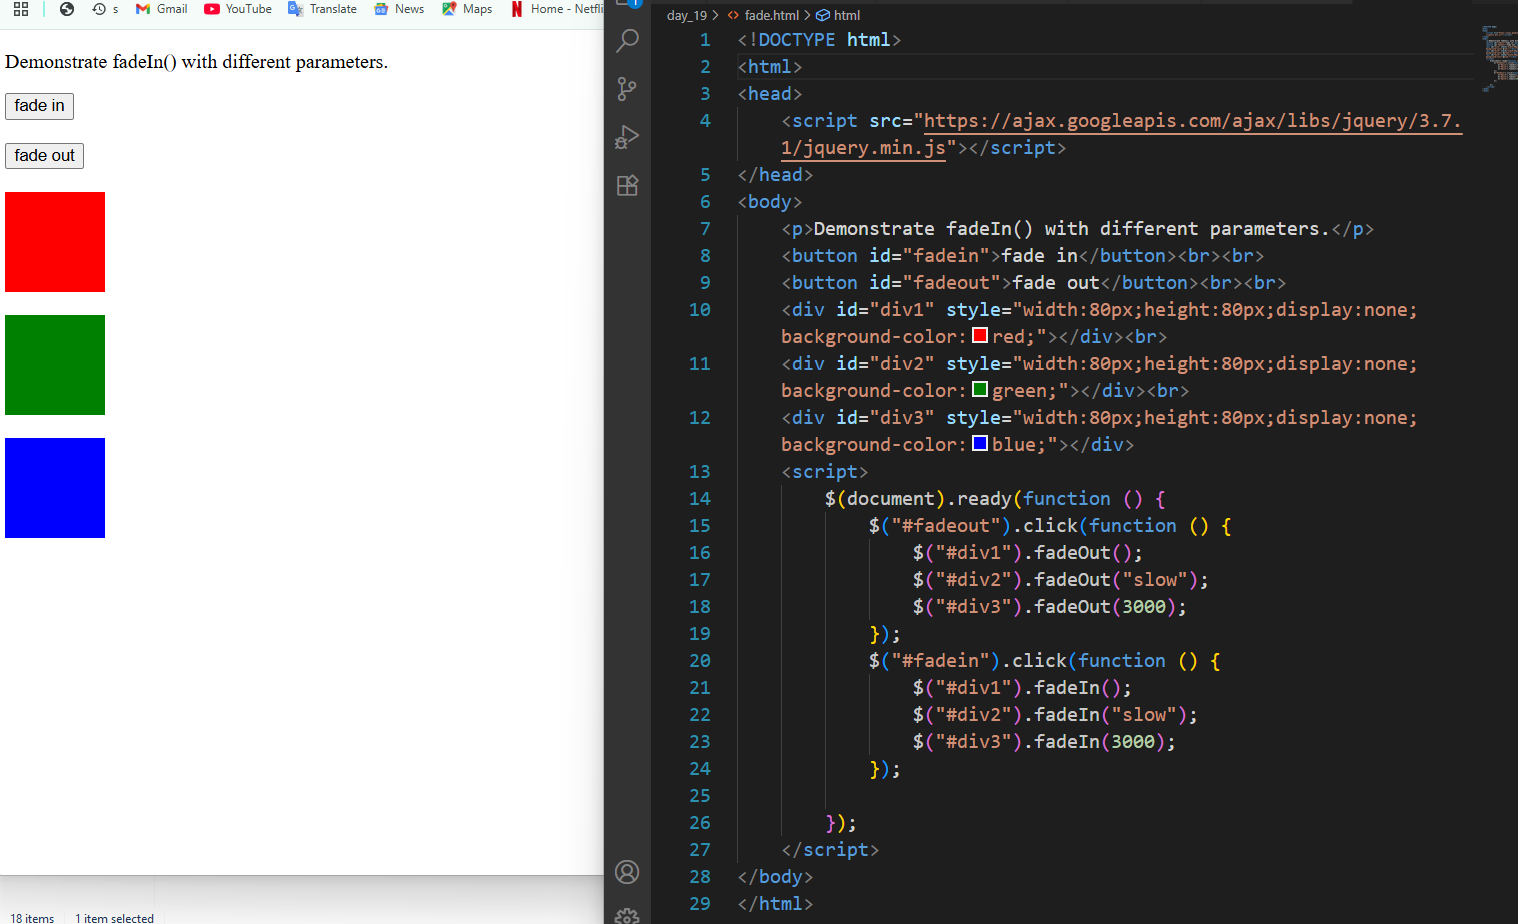 s Gmail YouTube Translate News Maps Home - Netfli
Demonstrate fadeIn() with different parameters.
fade in
fade out
18 items 1 item selected
1
day_19 > <> fade.html > html
1 <!DOCTYPE html>
2 <html>
3 <head>
4 <script src="https://ajax.googleapis.com/ajax/libs/jquery/3.7.
1/jquery.min.js"></script>
5 </head>
6 <body>
7 <p>Demonstrate fadeIn() with different parameters.</p>
8 <button id="fadein">fade in</button><br><br>
9 <button id="fadeout">fade out</button><br><br>
10 <div id="div1" style="width:80px;height:80px;display:none;
background-color:red;"></div><br>
11 <div id="div2" style="width:80px;height:80px;display:none;
background-color:green;"></div><br>
12 <div id="div3" style="width:80px;height:80px;display:none;
background-color:blue;"></div>
13 <script>
14 $(document).ready(function () {
15 $("#fadeout").click(function () {
16 $("#div1").fadeOut();
17 $("#div2").fadeOut("slow");
18 $("#div3").fadeOut(3000);
19 });
20 $("#fadein").click(function () {
21 $("#div1").fadeIn();
22 $("#div2").fadeIn("slow");
23 $("#div3").fadeIn(3000);
24 });
25
26 });
27 </script>
28 </body>
29 </html>